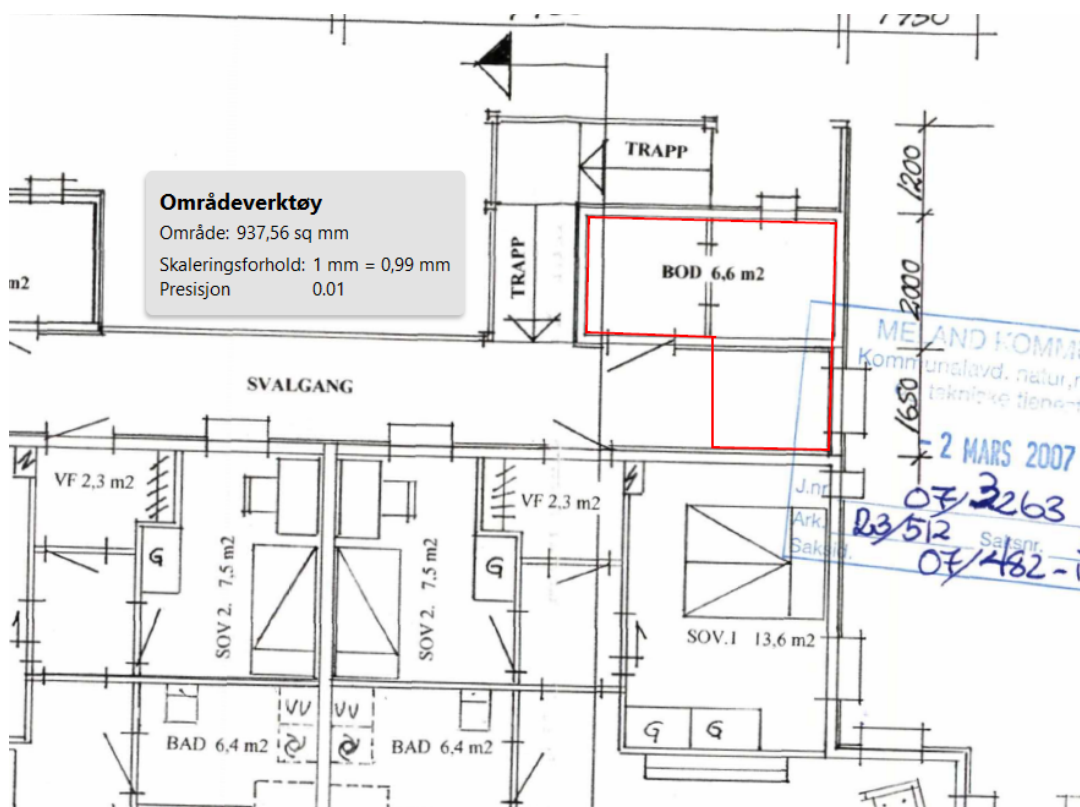 1950
TRAPP
1200
Områdeverktøy
Område: 937,56 sq mm
Skaleringsforhold: 1 mm = 0,99 mm
Presisjon 0.01
TRAPP
m2
BOD 6,6 m2
2000
MELAND KOMM
Kommunalavd. natur,
tekniske tienest
SVALGANG
1650
- 2 MARS 2007
VF 2,3 m2
VF 2,3 m2
J.nr
07/3263
Ark.
23/512
Saksnr.
Saksid.
07/482-
G
G
SOV 2. 7,5 m2
SOV 2. 7,5 m2
SOV.1 13,6 m2
G
G
BAD 6,4 m2
BAD 6,4 m2